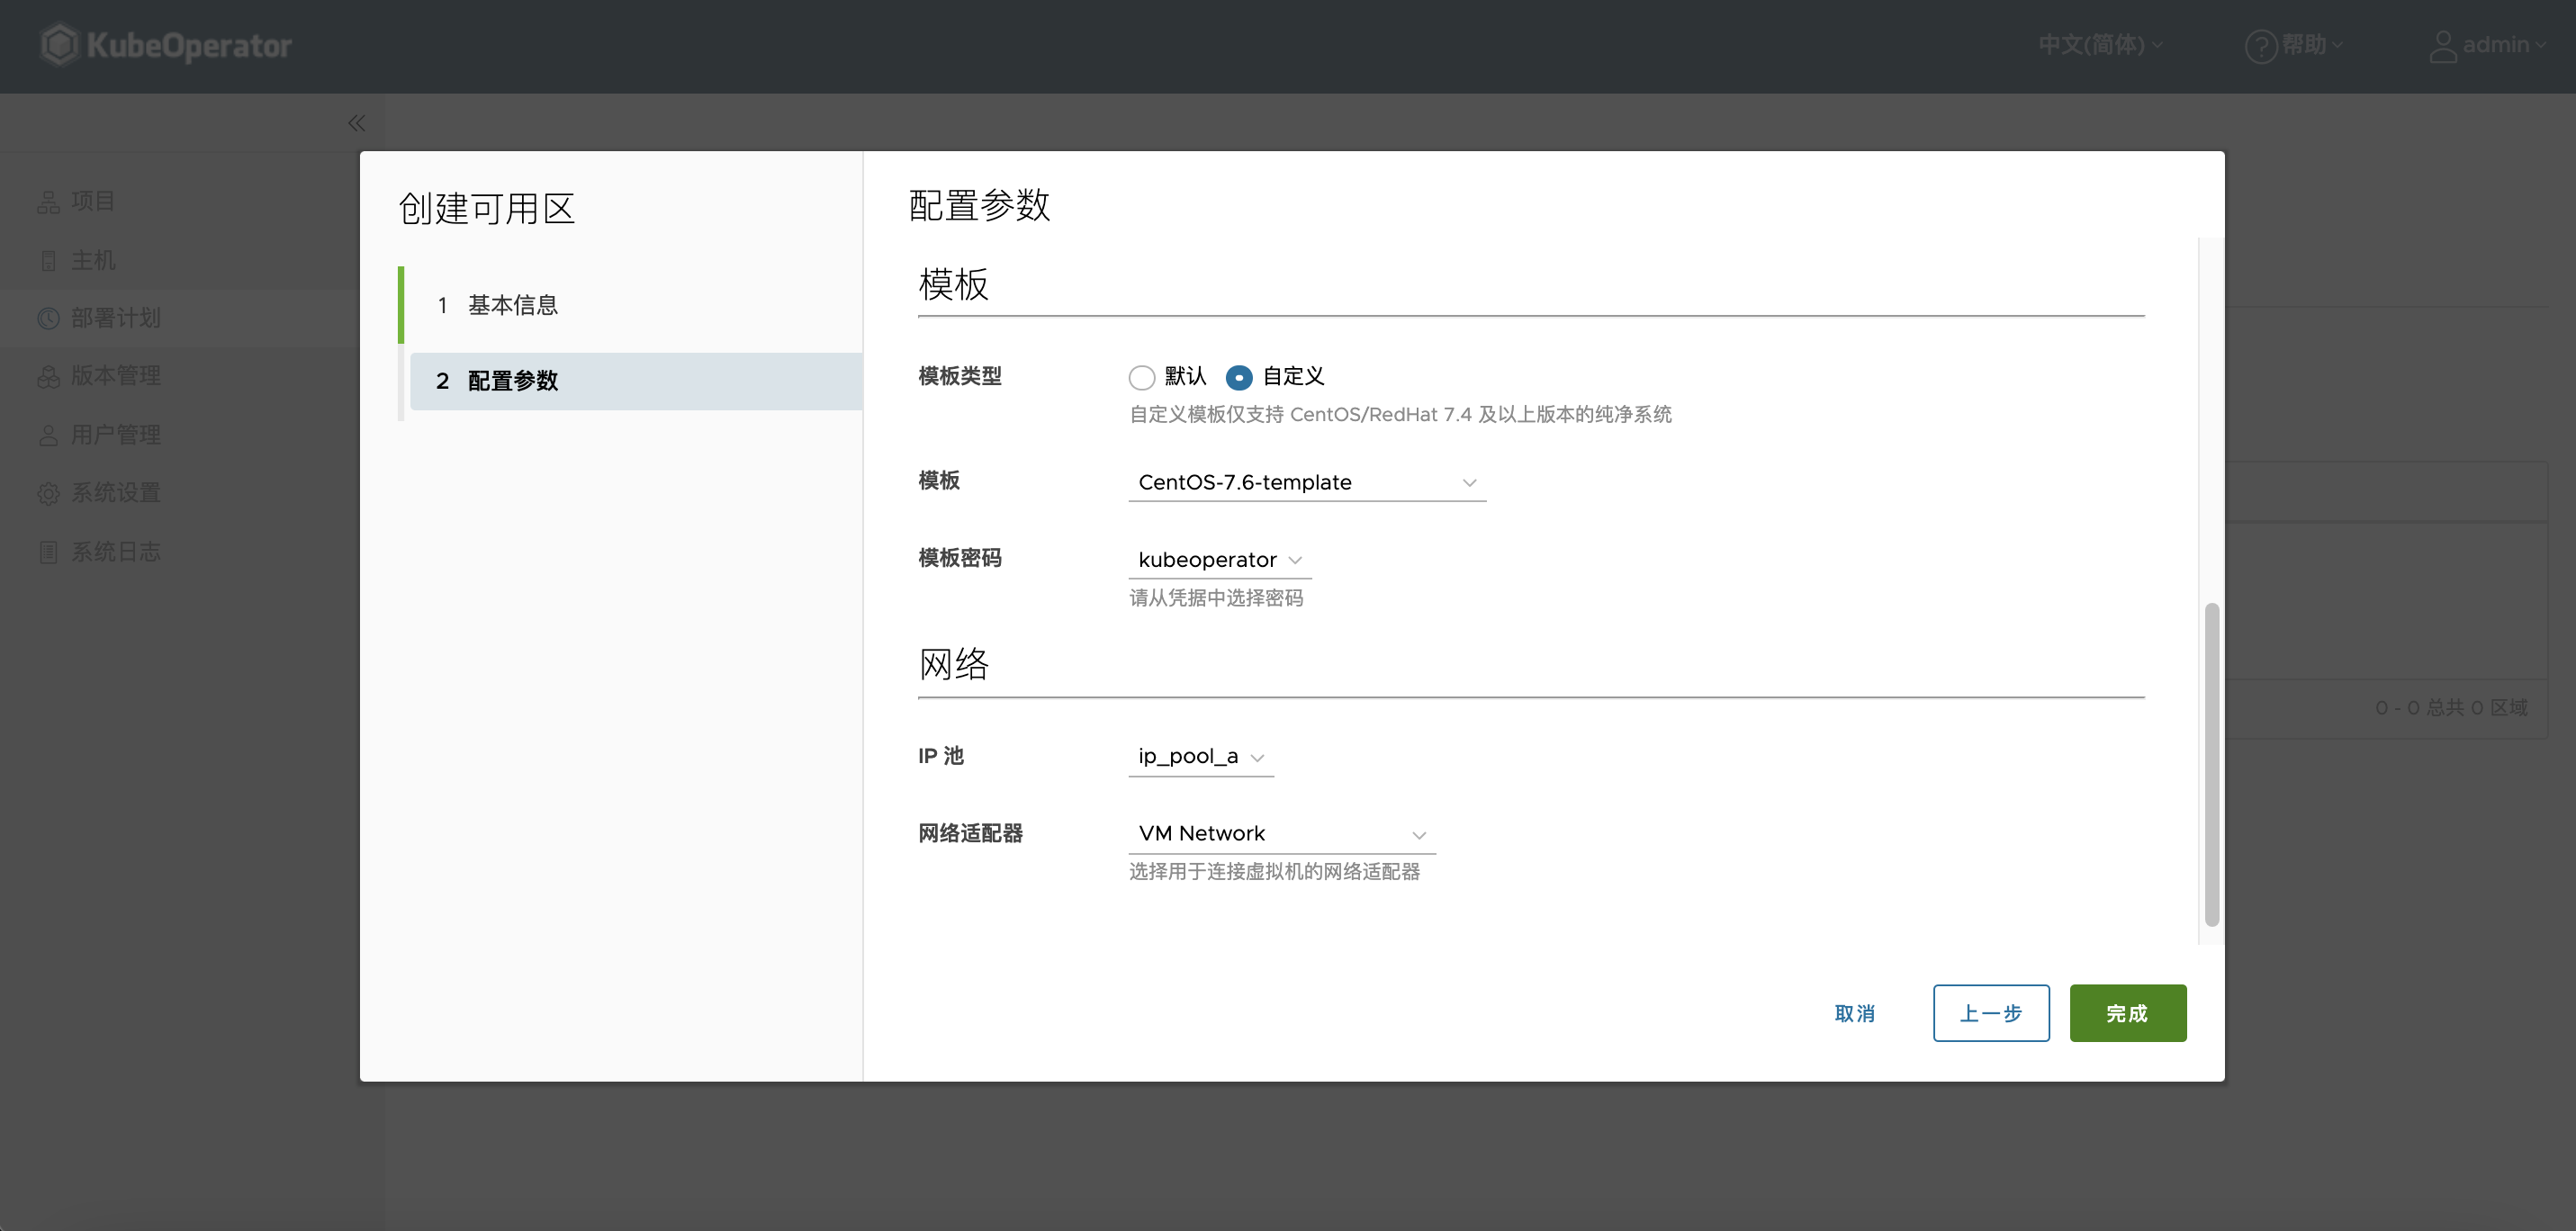 KubeOperator
中文(简体)
帮助
admin
项目
主机
部署计划
版本管理
用户管理
系统设置
系统日志
创建可用区
1 基本信息
2 配置参数
配置参数
模板
模板类型 默认 自定义
自定义模板仅支持 CentOS/RedHat 7.4 及以上版本的纯净系统
模板 CentOS-7.6-template
模板密码 kubeoperator
请从凭据中选择密码
网络
IP 池 ip_pool_a
网络适配器 VM Network
选择用于连接虚拟机的网络适配器
0 - 0 总共 0 区域
取消 上一步 完成